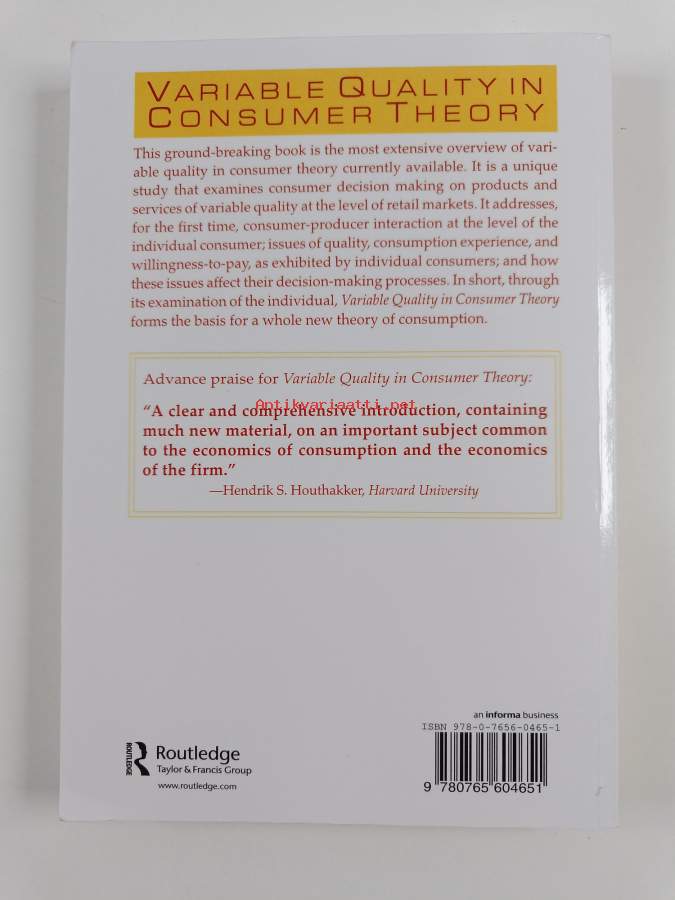 VARIABLE QUALITY IN
CONSUMER THEORY
This ground-breaking book is the most extensive overview of vari-
able quality in consumer theory currently available. It is a unique
study that examines consumer decision making on products and
services of variable quality at the level of retail markets. It addresses,
for the first time, consumer-producer interaction at the level of the
individual consumer; issues of quality, consumption experience, and
willingness-to-pay, as exhibited by individual consumers; and how
these issues affect their decision-making processes. In short, through
its examination of the individual, Variable Quality in Consumer Theory
forms the basis for a whole new theory of consumption.
Advance praise for Variable Quality in Consumer Theory:
Antikvariaatti.net
“A clear and comprehensive introduction, containing
much new material, on an important subject common
to the economics of consumption and the economics
of the firm.”
—Hendrik S. Houthakker, Harvard University
an informa business
ISBN 978-0-7656-0465-1
9 780765 604651
ROUTLEDGE
Routledge
Taylor & Francis Group
www.routledge.com